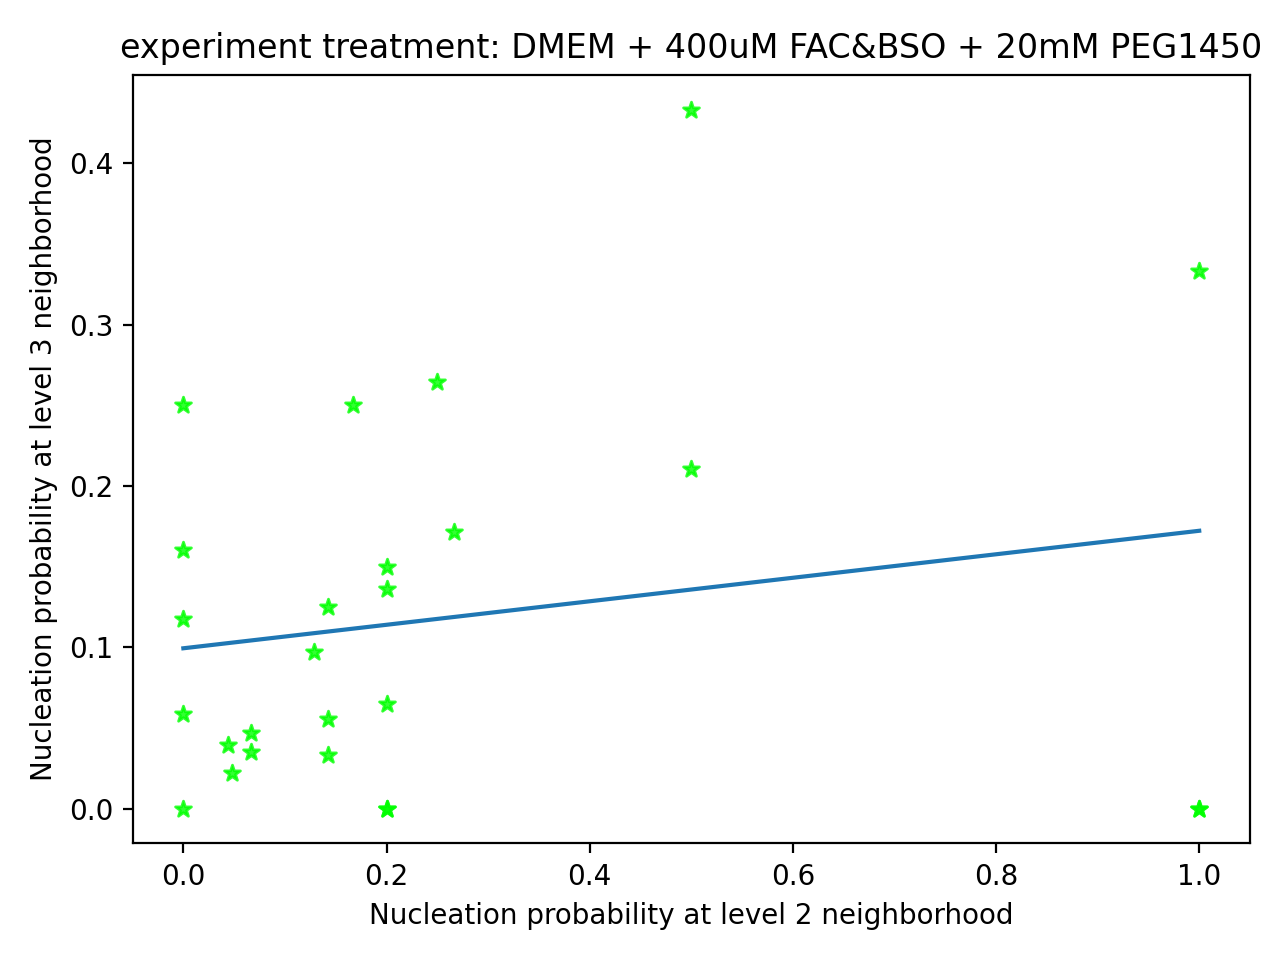 experiment treatment: DMEM + 400uM FAC&BSO + 20mM PEG1450
Nucleation probability at level 3 neighborhood
0.4
0.3
0.2
0.1
0.0
0.0 0.2 0.4 0.6 0.8 1.0
Nucleation probability at level 2 neighborhood